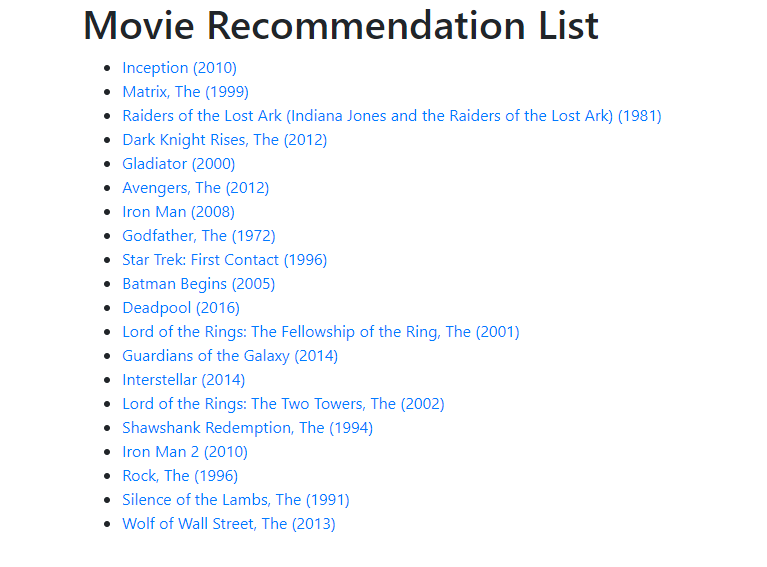 Movie Recommendation List
Inception (2010)
Matrix, The (1999)
Raiders of the Lost Ark (Indiana Jones and the Raiders of the Lost Ark) (1981)
Dark Knight Rises, The (2012)
Gladiator (2000)
Avengers, The (2012)
Iron Man (2008)
Godfather, The (1972)
Star Trek: First Contact (1996)
Batman Begins (2005)
Deadpool (2016)
Lord of the Rings: The Fellowship of the Ring, The (2001)
Guardians of the Galaxy (2014)
Interstellar (2014)
Lord of the Rings: The Two Towers, The (2002)
Shawshank Redemption, The (1994)
Iron Man 2 (2010)
Rock, The (1996)
Silence of the Lambs, The (1991)
Wolf of Wall Street, The (2013)